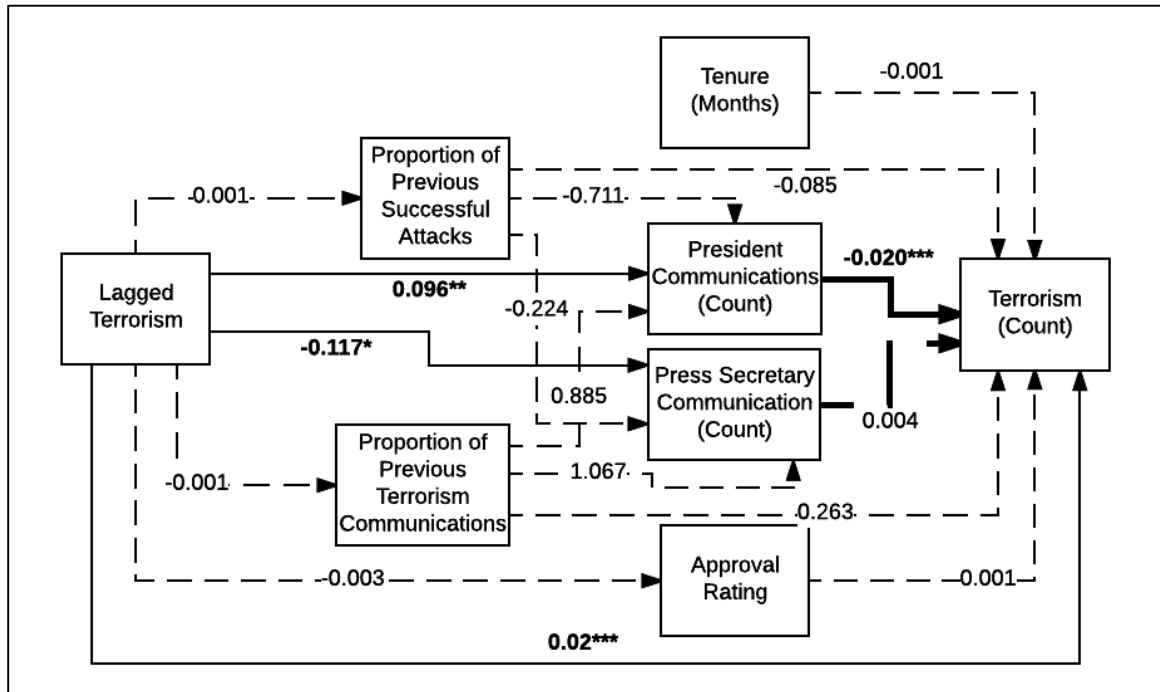 Tenure
(Months)
-0.001
Proportion of
Previous
Successful
Attacks
-0.001
-0.085
-0.711
President
Communications
(Count)
-0.020***
Lagged
Terrorism
0.096**
-0.224
Terrorism
(Count)
-0.117*
Press Secretary
Communication
(Count)
0.885
0.004
Proportion of
Previous
Terrorism
Communications
-0.001
1.067
0.263
Approval
Rating
-0.003
-0.001
0.02***